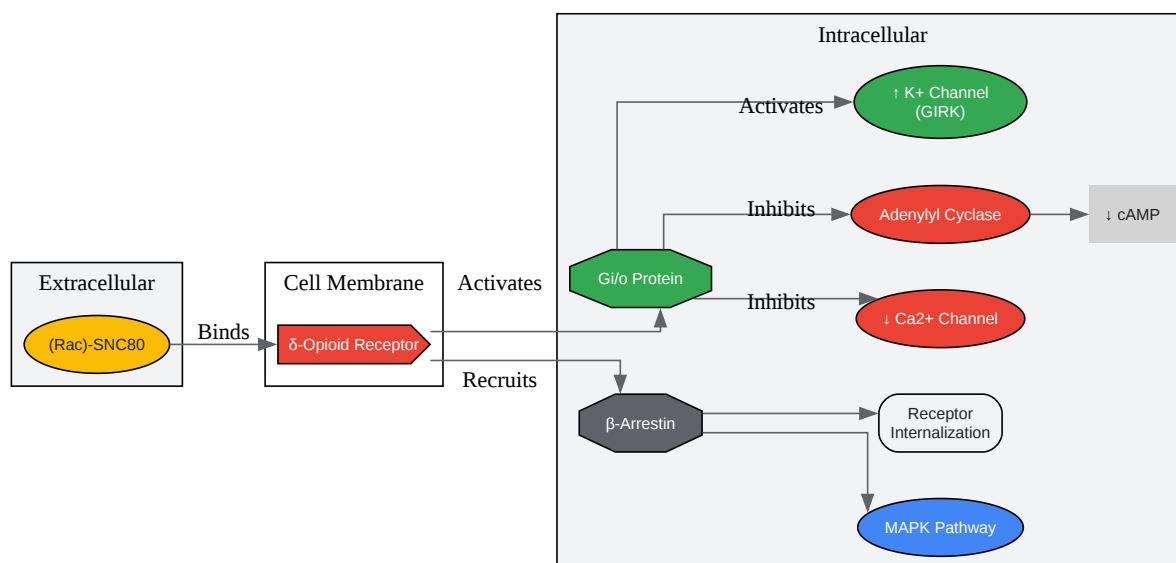 Intracellular
↑ K+ Channel
(GIRK)
Activates
Inhibits
Adenylyl Cyclase
↓ cAMP
Extracellular
Cell Membrane
Activates
Gi/o Protein
Inhibits
↓ Ca2+ Channel
(Rac)-SNC80
Binds
δ-Opioid Receptor
Recruits
β-Arrestin
Receptor
Internalization
MAPK Pathway